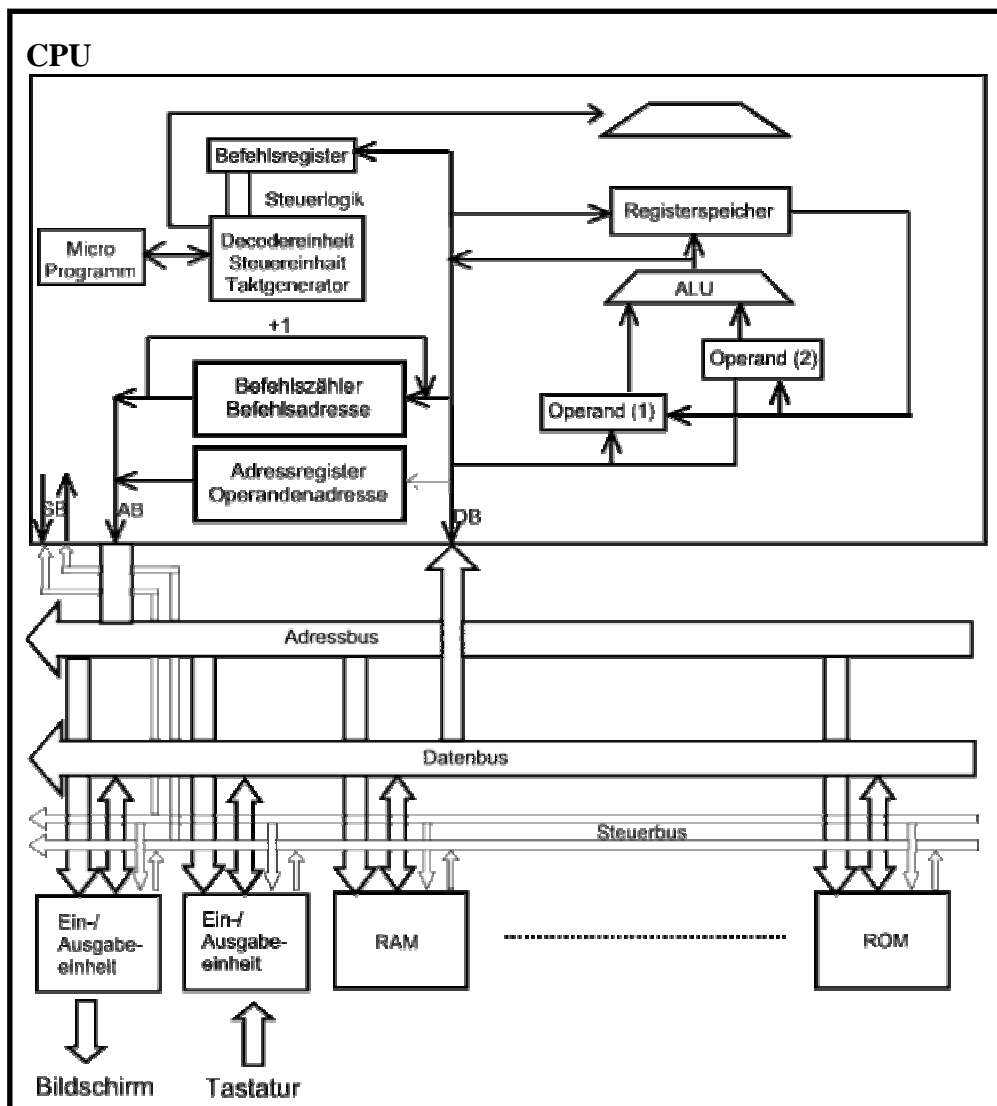 CPU
Befehlsregister
Steuerlogik
Micro
Programm
Decodereinheit
Steuereinhait
Taktgenerator
Registerspeicher
ALU
+1
Operand (2)
Befehlszähler
Befehlsadresse
Operand (1)
Adressregister
Operandenadresse
SB
AB
DB
Adressbus
Datenbus
Steuerbus
Ein-/
Ausgabe-
einheit
Ein-/
Ausgabe-
einheit
RAM
ROM
Bildschirm
Tastatur